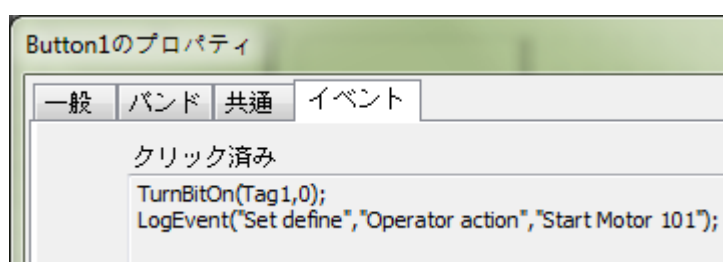 Button1のプロパティ
一般 バンド 共通 イベント
クリック済み
TurnBitOn(Tag1,0);
LogEvent("Set define","Operator action","Start Motor 101");